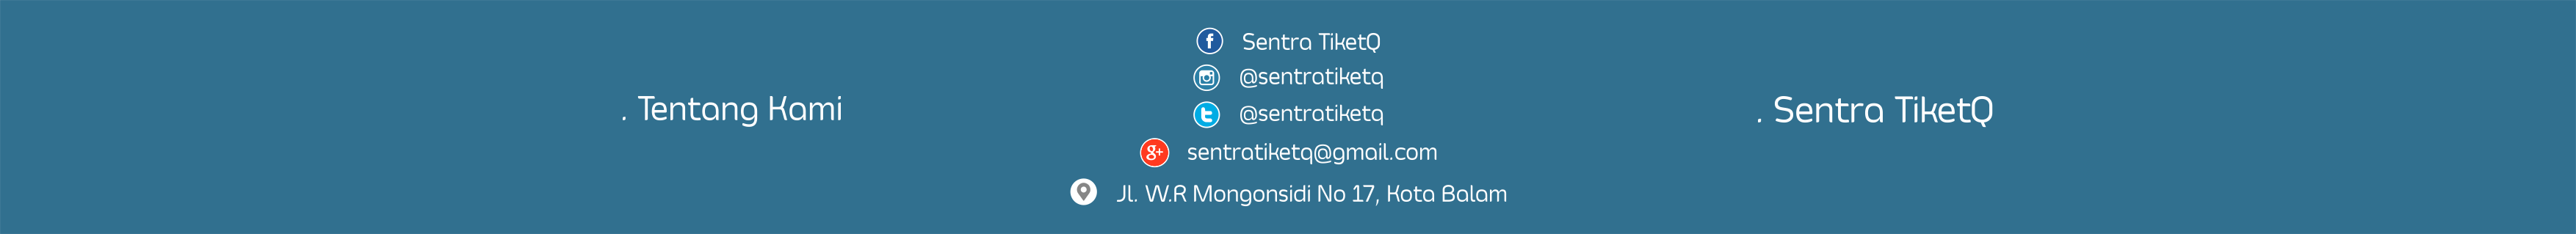 . Tentang Kami
Sentra TiketQ
@sentratiketq
@sentratiketq
sentratiketq@gmail.com
Jl. W.R Mongonsidi No 17, Kota Balam
. Sentra TiketQ